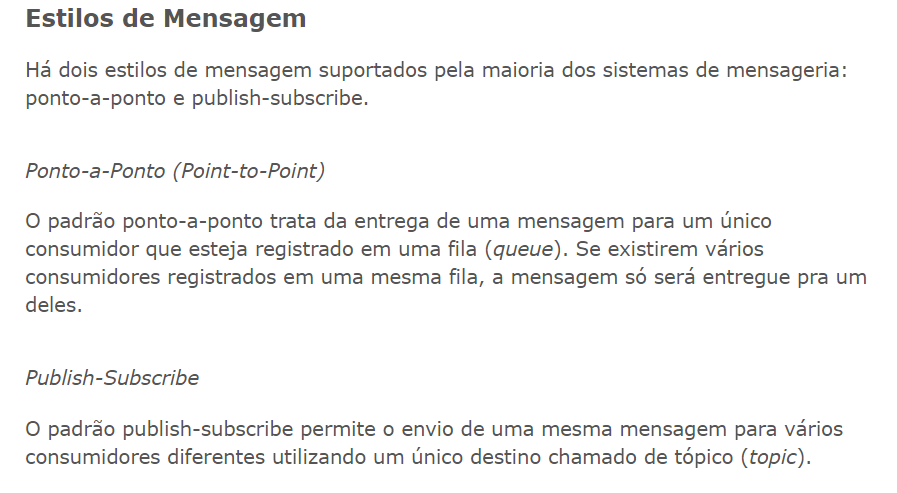 Estilos de Mensagem
Há dois estilos de mensagem suportados pela maioria dos sistemas de mensageria:
ponto-a-ponto e publish-subscribe.
Ponto-a-Ponto (Point-to-Point)
O padrão ponto-a-ponto trata da entrega de uma mensagem para um único
consumidor que esteja registrado em uma fila (queue). Se existirem vários
consumidores registrados em uma mesma fila, a mensagem só será entregue pra um
deles.
Publish-Subscribe
O padrão publish-subscribe permite o envio de uma mesma mensagem para vários
consumidores diferentes utilizando um único destino chamado de tópico (topic).